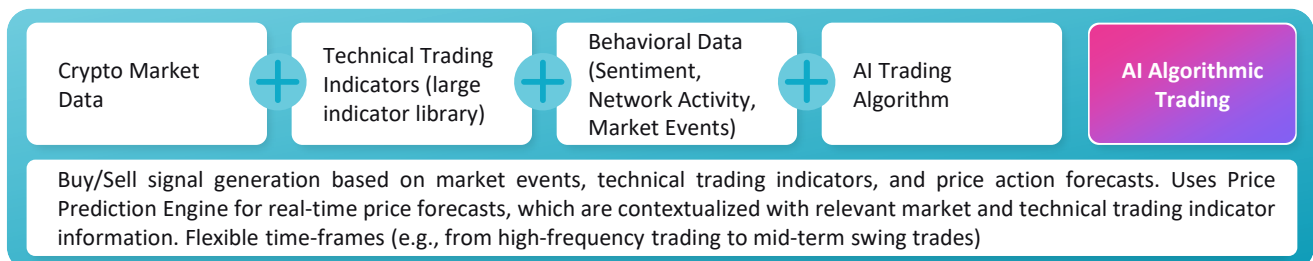 Crypto Market
Data
Technical Trading
Indicators (large
indicator library)
Behavioral Data
(Sentiment,
Network Activity,
Market Events)
AI Trading
Algorithm
AI Algorithmic
Trading
Buy/Sell signal generation based on market events, technical trading indicators, and price action forecasts. Uses Price
Prediction Engine for real-time price forecasts, which are contextualized with relevant market and technical trading indicator
information. Flexible time-frames (e.g., from high-frequency trading to mid-term swing trades)